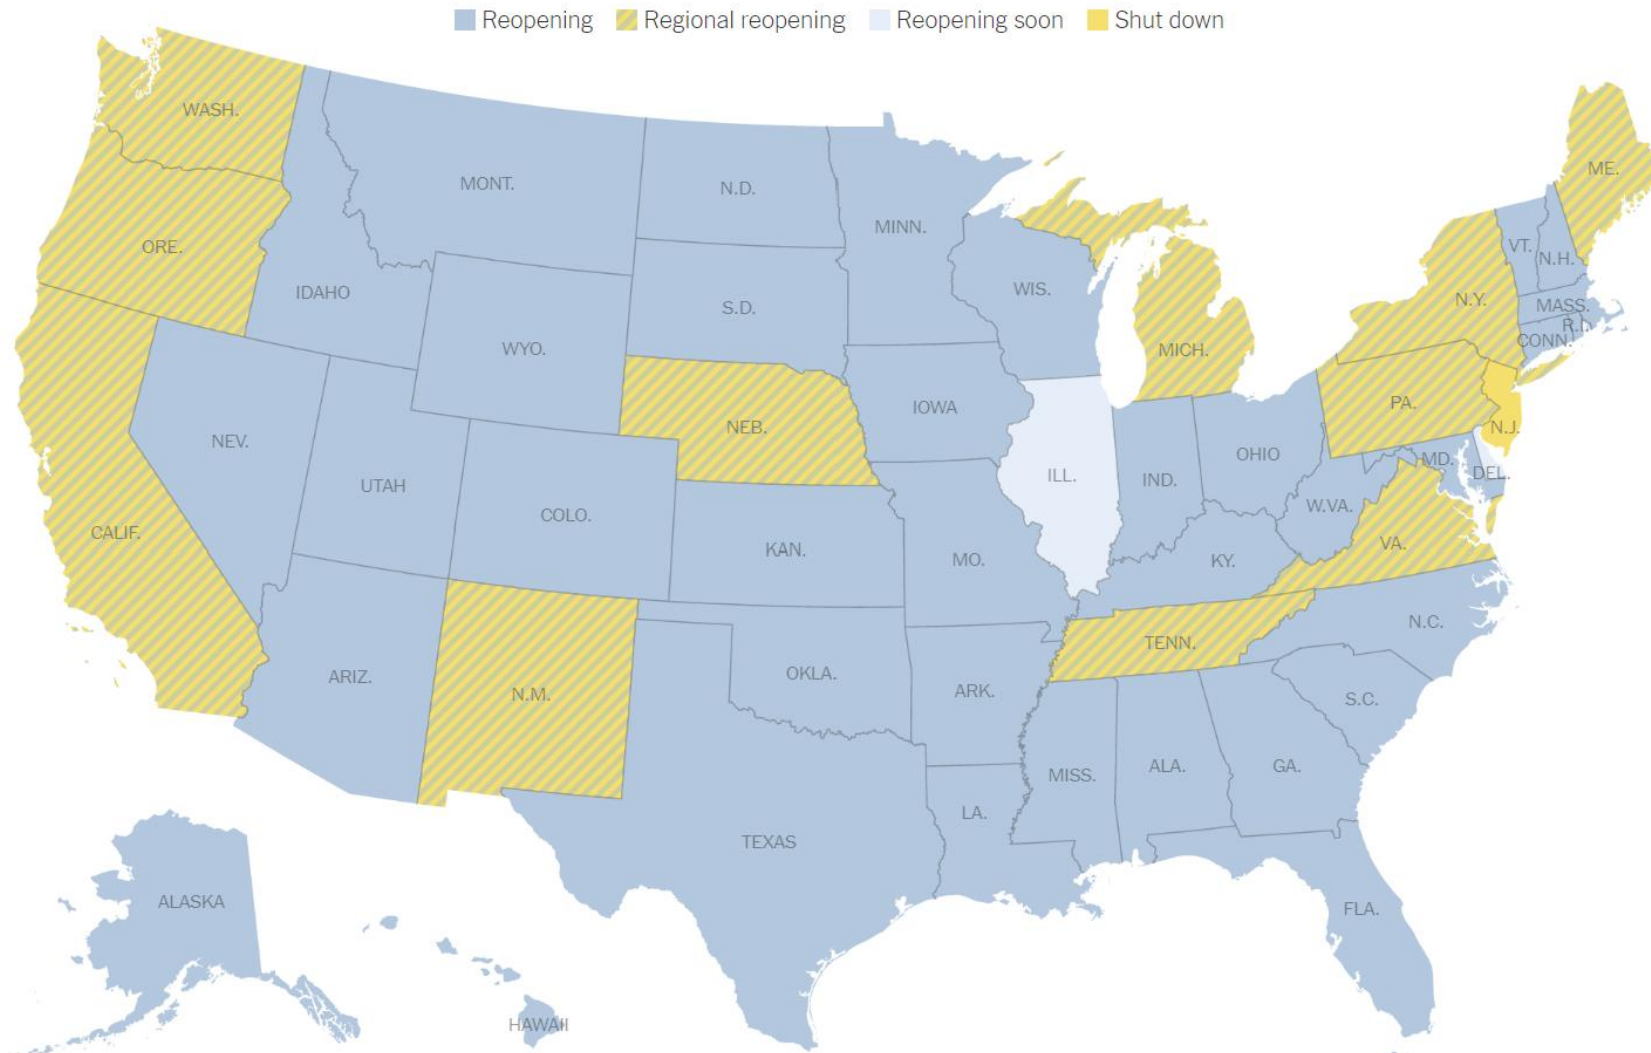 Reopening Regional reopening Reopening soon Shut down
WASH.
ME.
MONT.
N.D.
MINN.
ORE.
VT.
N.H.
IDAHO
WIS.
N.Y.
MASS.
S.D.
R.I.
CONN.
WYO.
MICH.
PA.
IOWA
NEB.
N.J.
NEV.
OHIO
MD.
DEL.
ILL.
IND.
UTAH
W.VA.
COLO.
CALIF.
VA.
KAN.
MO.
KY.
N.C.
TENN.
OKLA.
ARIZ.
ARK.
N.M.
S.C.
GA.
ALA.
MISS.
LA.
TEXAS
ALASKA
FLA.
HAWAII